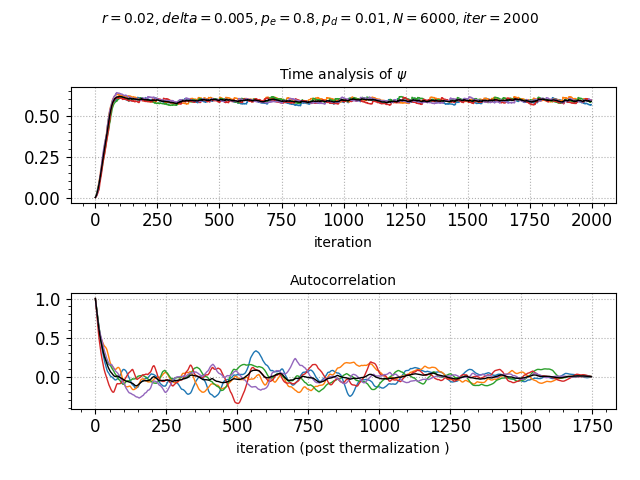 r = 0.02, delta = 0.005, p_e = 0.8, p_d = 0.01, N = 6000, iter = 2000
Time analysis of ψ
0.50
0.25
0.00
0 250 500 750 1000 1250 1500 1750 2000
iteration
Autocorrelation
1.0
0.5
0.0
0 250 500 750 1000 1250 1500 1750
iteration (post thermalization )